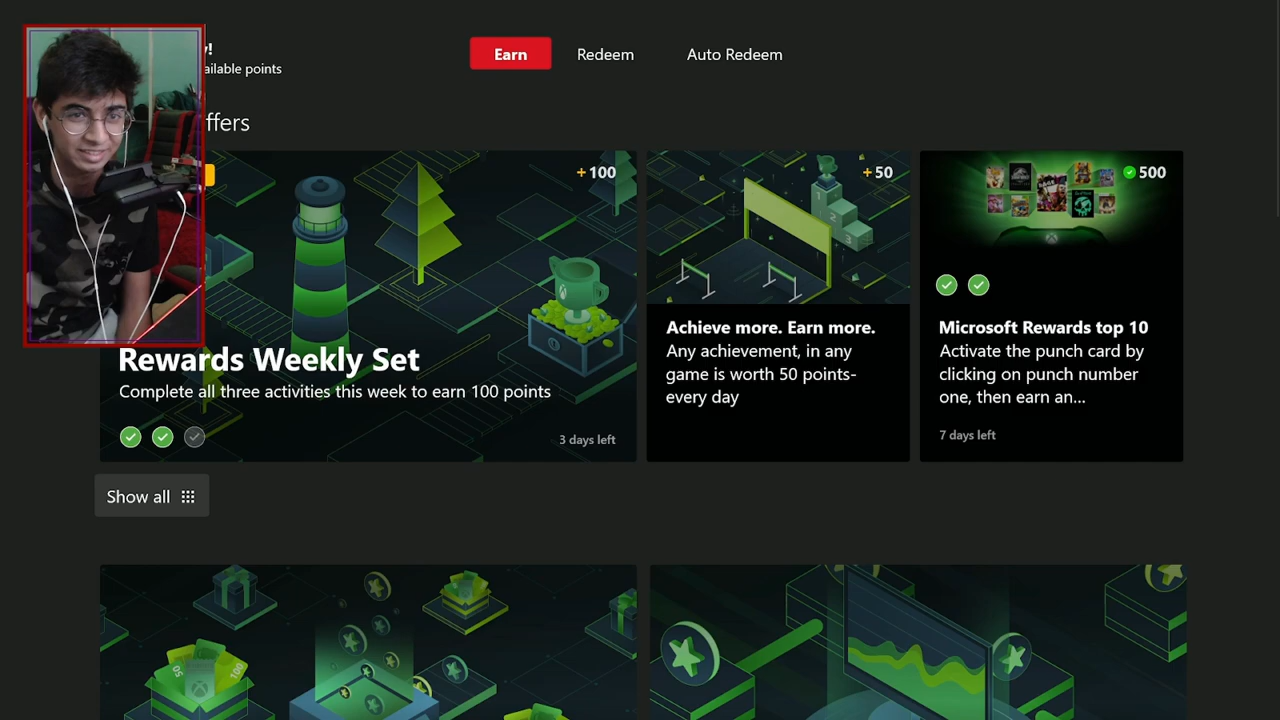 y!
ailable points
Earn
Redeem
Auto Redeem
ffers
+100
+50
500
Rewards Weekly Set
Complete all three activities this week to earn 100 points
3 days left
Achieve more. Earn more.
Any achievement, in any
game is worth 50 points-
every day
Microsoft Rewards top 10
Activate the punch card by
clicking on punch number
one, then earn an...
7 days left
Show all
50
100